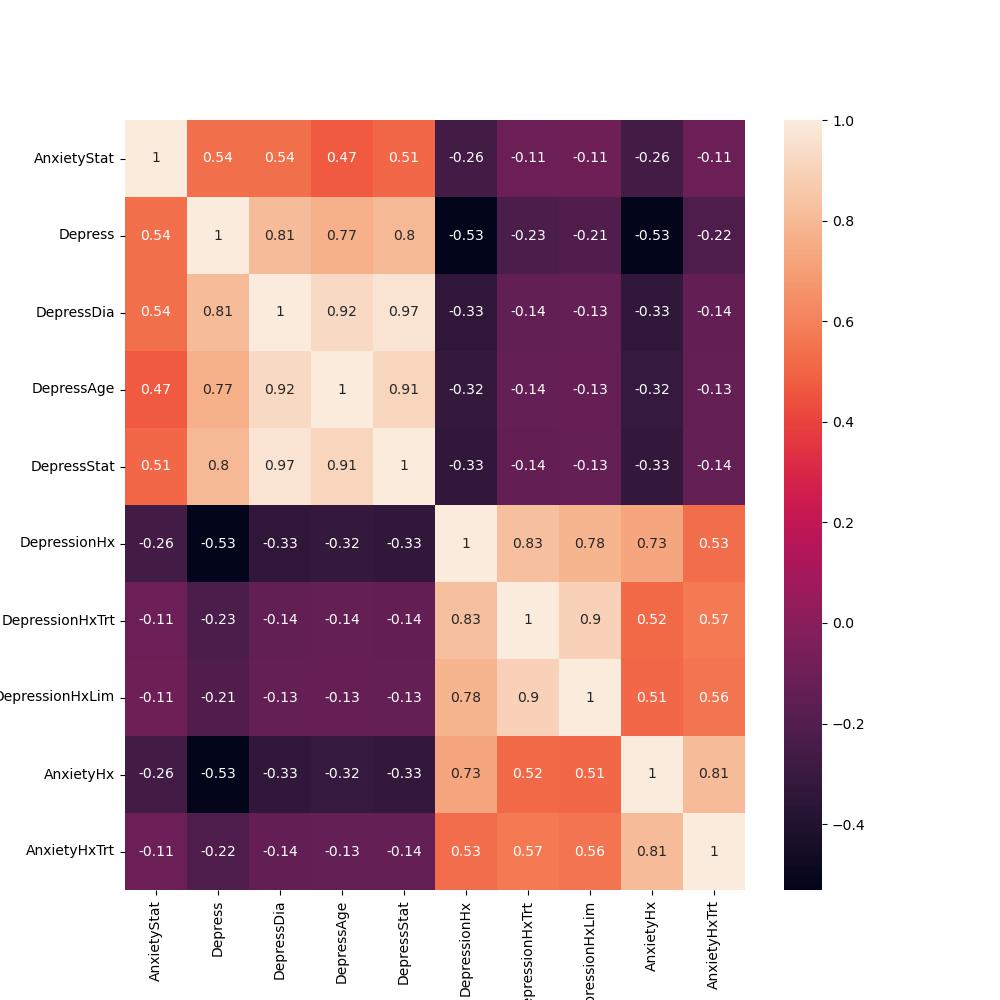 AnxietyStat 1 0.54 0.54 0.47 0.51 -0.26 -0.11 -0.11 -0.26 -0.11
Depress 0.54 1 0.81 0.77 0.8 -0.53 -0.23 -0.21 -0.53 -0.22
DepressDia 0.54 0.81 1 0.92 0.97 -0.33 -0.14 -0.13 -0.33 -0.14
DepressAge 0.47 0.77 0.92 1 0.91 -0.32 -0.14 -0.13 -0.32 -0.13
DepressStat 0.51 0.8 0.97 0.91 1 -0.33 -0.14 -0.13 -0.33 -0.14
DepressionHx -0.26 -0.53 -0.33 -0.32 -0.33 1 0.83 0.78 0.73 0.53
DepressionHxTrt -0.11 -0.23 -0.14 -0.14 -0.14 0.83 1 0.9 0.52 0.57
DepressionHxLim -0.11 -0.21 -0.13 -0.13 -0.13 0.78 0.9 1 0.51 0.56
AnxietyHx -0.26 -0.53 -0.33 -0.32 -0.33 0.73 0.52 0.51 1 0.81
AnxietyHxTrt -0.11 -0.22 -0.14 -0.13 -0.14 0.53 0.57 0.56 0.81 1
AnxietyStat
Depress
DepressDia
DepressAge
DepressStat
DepressionHx
epressionHxTrt
pressionHxLim
AnxietyHx
AnxietyHxTrt
1.0
0.8
0.6
0.4
0.2
0.0
−0.2
−0.4